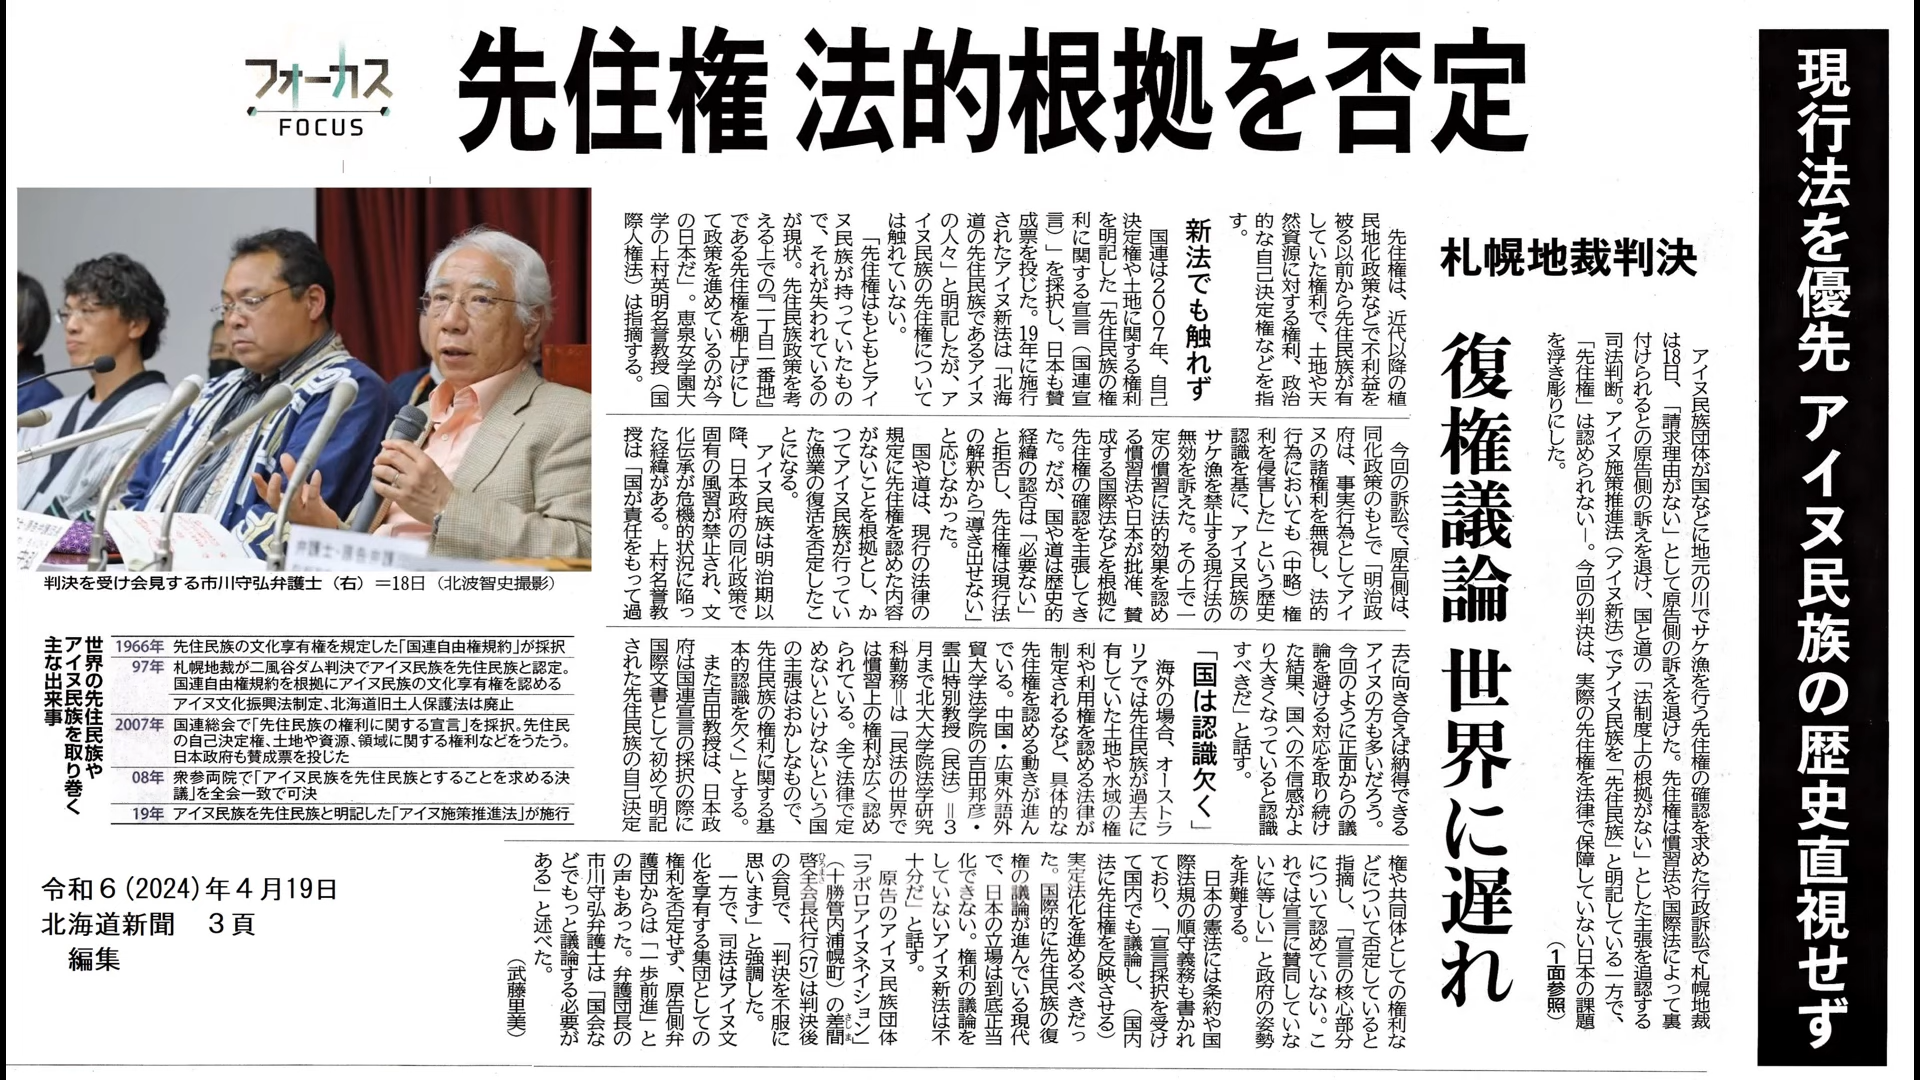 現行法を優先 アイヌ民族の歴史直視せず
フォーカス
FOCUS
先住権 法的根拠を否定
札幌地裁判決
復権議論 世界に遅れ
アイヌ民族団体が国などに地元の川でサケ漁を行う先住権の確認を求めた行政訴訟で札幌地裁
は18日、「請求理由がない」として原告側の訴えを退けた。先住権は慣習法や国際法によって裏
付けられるとの原告側の訴えを退け、国と道の「法制度上の根拠がない」とした主張を追認する
司法判断。アイヌ施策推進法（アイヌ新法）でアイヌ民族を「先住民族」と明記している一方で、
「先住権」は認められない―。今回の判決は、実際の先住権を法律で保障していない日本の課題
を浮き彫りにした。
（1面参照）
先住権は、近代以降の植
民地化政策などで不利益を
被る以前から先住民族が有
していた権利で、土地や天
然資源に対する権利、政治
的な自己決定権などを指
す。
新法でも触れず
国連は2007年、自己
決定権や土地に関する権利
を明記した「先住民族の権
利に関する宣言（国連宣
言）」を採択し、日本も賛
成票を投じた。19年に施行
されたアイヌ新法は「北海
道の先住民族であるアイヌ
の人々」と明記したが、ア
イヌ民族の先住権について
は触れていない。
「先住権はもともとアイ
ヌ民族が持っていたもの
で、それが失われているの
が現状。先住民族政策を考
える上での『一丁目一番地』
である先住権を棚上げにし
て政策を進めているのが今
の日本だ」。恵泉女学園大
学の上村英明名誉教授（国
際人権法）は指摘する。
今回の訴訟で、原告側は、
同化政策のもとで「明治政
府は、事実行為としてアイ
ヌの諸権利を無視し、法的
行為においても（中略）権
利を侵害した」という歴史
認識を基に、アイヌ民族の
サケ漁を禁止する現行法の
無効を訴えた。その上で一
定の慣習に法的効果を認め
る慣習法や日本が批准、賛
成する国際法などを根拠に
先住権の確認を主張してき
た。だが、国や道は歴史的
経緯の認否は「必要ない」
と拒否し、先住権は現行法
の解釈から「導き出せない」
と応じなかった。
国や道は、現行の法律の
規定に先住権を認めた内容
がないことを根拠とし、か
つてアイヌ民族が行ってい
た漁業の復活を否定したこ
とになる。
アイヌ民族は明治期以
降、日本政府の同化政策で
固有の風習が禁止され、文
化伝承が危機的状況に陥っ
た経緯がある。上村名誉教
授は「国が責任をもって過
去に向き合えば納得できる
アイヌの方も多いだろう。
今回のように正面からの議
論を避ける対応を取り続け
た結果、国への不信感がよ
り大きくなっていると認識
すべきだ」と話す。
「国は認識欠く」
海外の場合、オーストラ
リアでは先住民族が過去に
有していた土地や水域の権
利や利用権を認める法律が
制定されるなど、具体的な
先住権を認める動きが進ん
でいる。中国・広東外語外
貿大学法学院の吉田邦彦・
雲山特別教授（民法）＝3
月まで北大大学院法学研究
科勤務＝は「民法の世界で
は慣習上の権利が広く認め
られている。全て法律で定
めないといけないという国
の主張はおかしなもので、
先住民族の権利に関する基
本的認識を欠く」とする。
また吉田教授は、日本政
府は国連宣言の採択の際に
国際文書として初めて明記
された先住民族の自己決定
権や共同体としての権利な
どについて否定していると
指摘し、「宣言の核心部分
について認めていない。こ
れでは宣言に賛同していな
いに等しい」と政府の姿勢
を非難する。
日本の憲法には条約や国
際法規の順守義務も書かれ
ており、「宣言採択を受け
て国内でも議論し、（国内
法に先住権を反映させる）
実定法化を進めるべきだっ
た。国際的に先住民族の復
権の議論が進んでいる現代
で、日本の立場は到底正当
化できない。権利の議論を
していないアイヌ新法は不
十分だ」と話す。
原告のアイヌ民族団体
「ラポロアイヌネイション」
（十勝管内浦幌町）の差間
啓全会長代行(57)は判決後
の会見で、「判決を不服に
思います」と強調した。
一方で、司法はアイヌ文
化を享有する集団としての
権利を否定せず、原告側弁
護団からは「一歩前進」と
の声もあった。弁護団長の
市川守弘弁護士は「国会な
どでもっと議論する必要が
ある」と述べた。
（武藤里美）
判決を受け会見する市川守弘弁護士（右）＝18日（北波智史撮影）
世界の先住民族や
アイヌ民族を取り巻く
主な出来事
1966年 先住民族の文化享有権を規定した「国連自由権規約」が採択
97年 札幌地裁が二風谷ダム判決でアイヌ民族を先住民族と認定。
国連自由権規約を根拠にアイヌ民族の文化享有権を認める
アイヌ文化振興法制定、北海道旧土人保護法は廃止
2007年 国連総会で「先住民族の権利に関する宣言」を採択。先住民
の自己決定権、土地や資源、領域に関する権利などをうたう。
日本政府も賛成票を投じた
08年 衆参両院で「アイヌ民族を先住民族とすることを求める決
議」を全会一致で可決
19年 アイヌ民族を先住民族と明記した「アイヌ施策推進法」が施行
令和6(2024)年4月19日
北海道新聞 3頁
編集